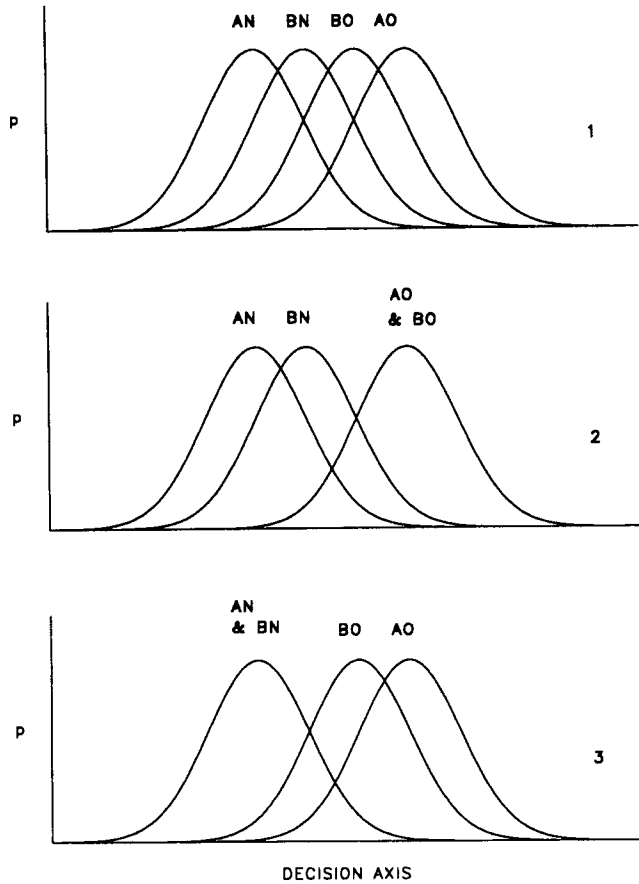 AN BN BO AO
p
1
AO
AN BN & BO
p
2
AN
& BN BO AO
p
3
DECISION AXIS